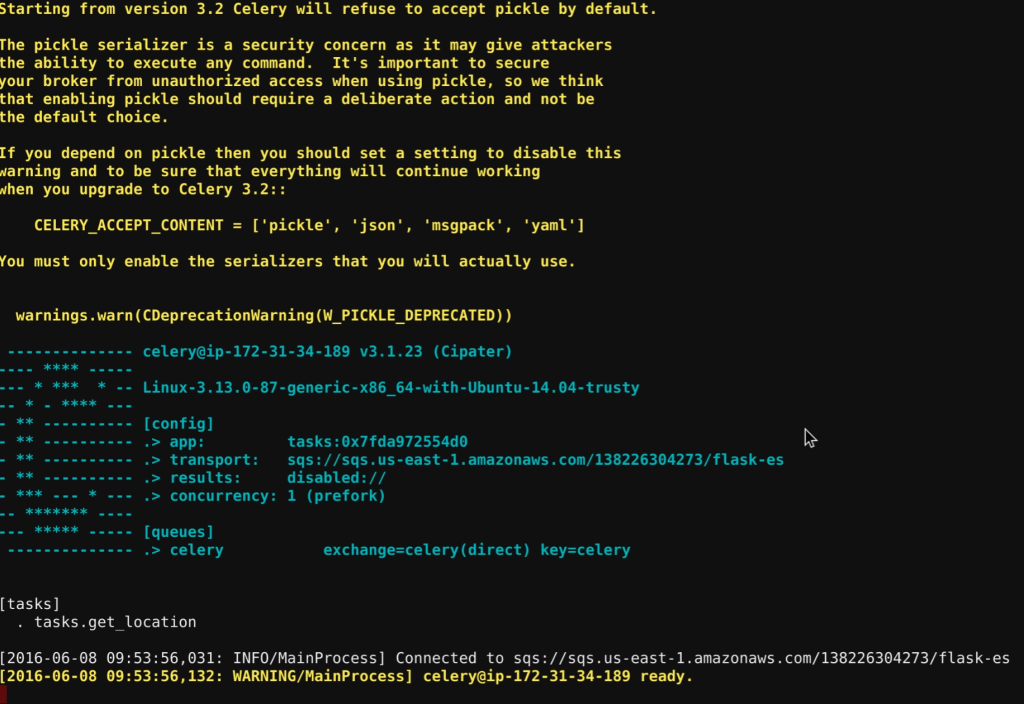 Starting from version 3.2 Celery will refuse to accept pickle by default.
The pickle serializer is a security concern as it may give attackers
the ability to execute any command.  It's important to secure
your broker from unauthorized access when using pickle, so we think
that enabling pickle should require a deliberate action and not be
the default choice.
If you depend on pickle then you should set a setting to disable this
warning and to be sure that everything will continue working
when you upgrade to Celery 3.2::
    CELERY_ACCEPT_CONTENT = ['pickle', 'json', 'msgpack', 'yaml']
You must only enable the serializers that you will actually use.
  warnings.warn(CDeprecationWarning(W_PICKLE_DEPRECATED))
 -------------- celery@ip-172-31-34-189 v3.1.23 (Cipater)
---- **** -----
--- * ***  * -- Linux-3.13.0-87-generic-x86_64-with-Ubuntu-14.04-trusty
-- * - **** ---
- ** ---------- [config]
- ** ---------- .> app:         tasks:0x7fda972554d0
- ** ---------- .> transport:   sqs://sqs.us-east-1.amazonaws.com/138226304273/flask-es
- ** ---------- .> results:     disabled://
- *** --- * --- .> concurrency: 1 (prefork)
-- ******* ----
--- ***** ----- [queues]
 -------------- .> celery           exchange=celery(direct) key=celery
[tasks]
  . tasks.get_location
[2016-06-08 09:53:56,031: INFO/MainProcess] Connected to sqs://sqs.us-east-1.amazonaws.com/138226304273/flask-es
[2016-06-08 09:53:56,132: WARNING/MainProcess] celery@ip-172-31-34-189 ready.